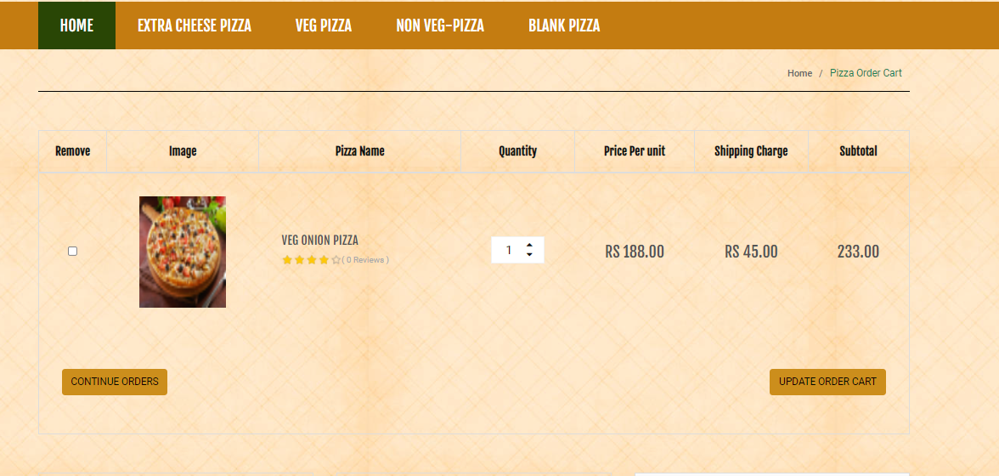 HOME EXTRA CHEESE PIZZA VEG PIZZA NON VEG-PIZZA BLANK PIZZA
Home / Pizza Order Cart
Remove Image Pizza Name Quantity Price Per unit Shipping Charge Subtotal
VEG ONION PIZZA
( 0 Reviews )
1 RS 188.00 RS 45.00 233.00
CONTINUE ORDERS UPDATE ORDER CART